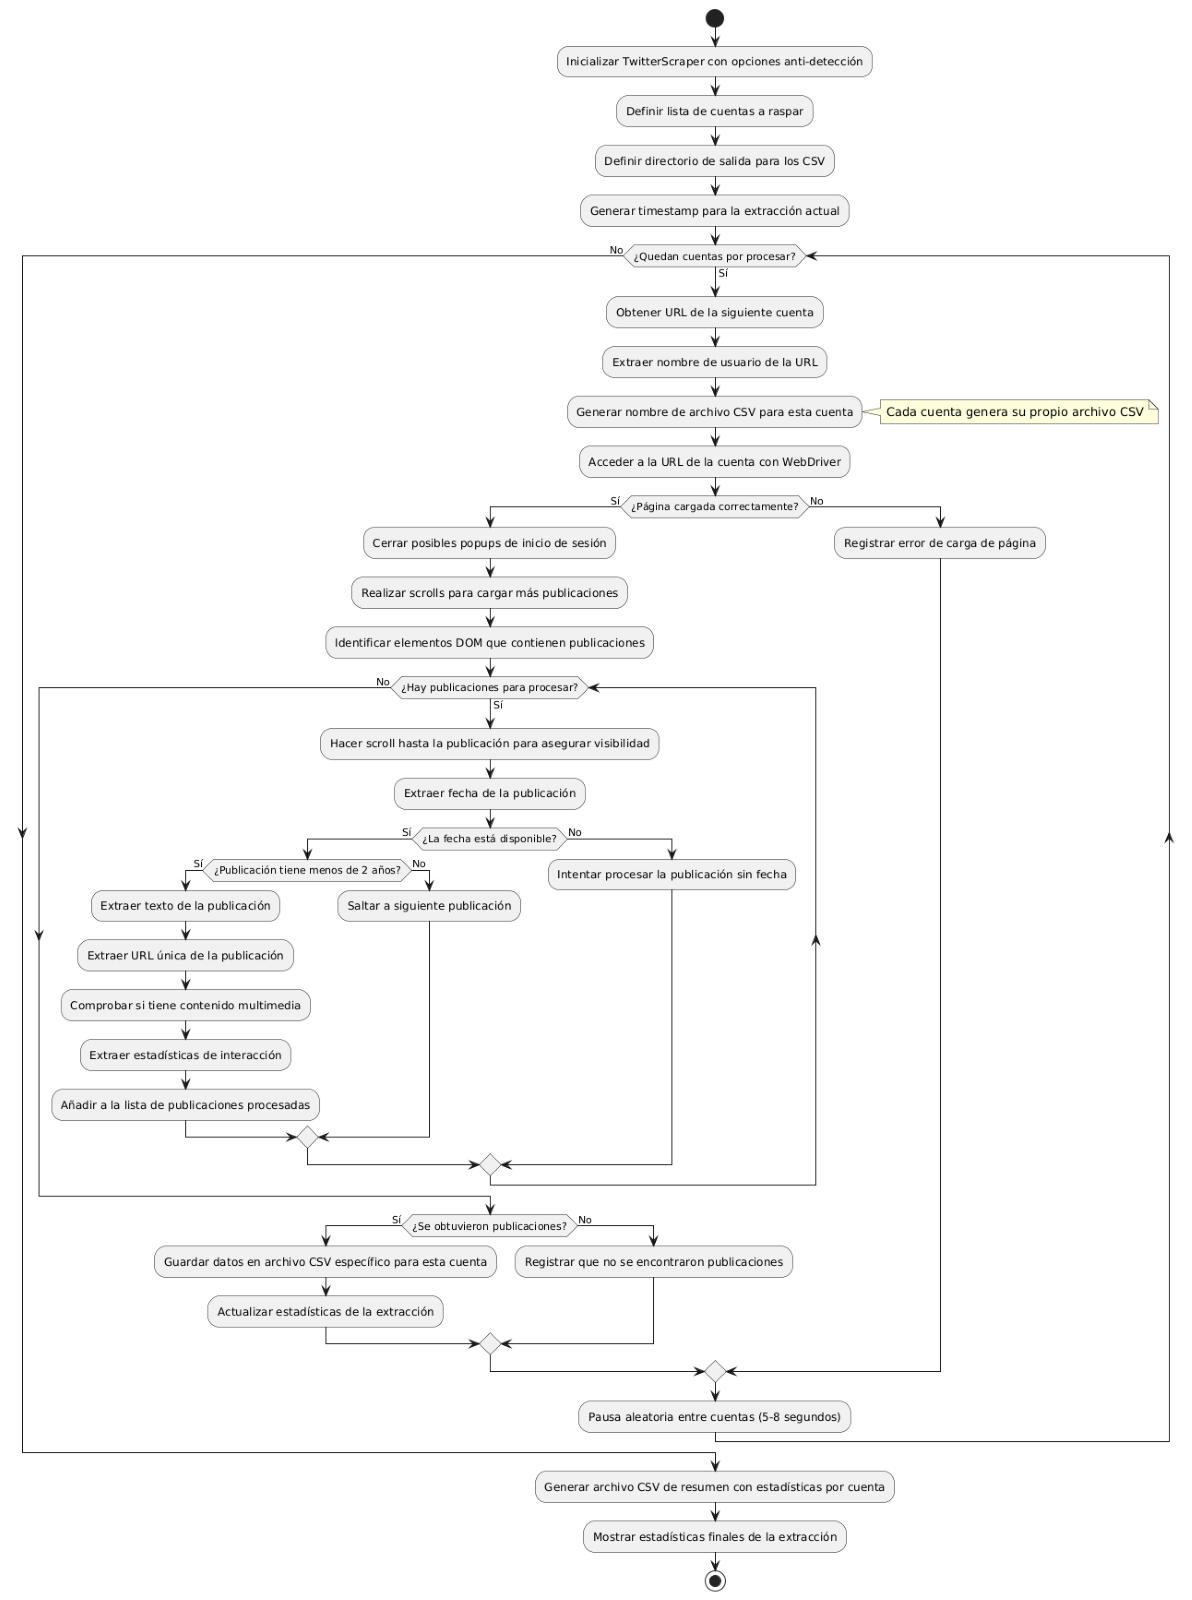 Inicializar TwitterScraper con opciones anti-detección
Definir lista de cuentas a raspar
Definir directorio de salida para los CSV
Generar timestamp para la extracción actual
No
¿Quedan cuentas por procesar?
Sí
Obtener URL de la siguiente cuenta
Extraer nombre de usuario de la URL
Generar nombre de archivo CSV para esta cuenta
Cada cuenta genera su propio archivo CSV
Acceder a la URL de la cuenta con WebDriver
Sí
¿Página cargada correctamente?
No
Cerrar posibles popups de inicio de sesión
Registrar error de carga de página
Realizar scrolls para cargar más publicaciones
Identificar elementos DOM que contienen publicaciones
No
¿Hay publicaciones para procesar?
Sí
Hacer scroll hasta la publicación para asegurar visibilidad
Extraer fecha de la publicación
Sí
¿La fecha está disponible?
No
Sí
¿Publicación tiene menos de 2 años?
No
Intentar procesar la publicación sin fecha
Extraer texto de la publicación
Saltar a siguiente publicación
Extraer URL única de la publicación
Comprobar si tiene contenido multimedia
Extraer estadísticas de interacción
Añadir a la lista de publicaciones procesadas
Sí
¿Se obtuvieron publicaciones?
No
Guardar datos en archivo CSV específico para esta cuenta
Registrar que no se encontraron publicaciones
Actualizar estadísticas de la extracción
Pausa aleatoria entre cuentas (5-8 segundos)
Generar archivo CSV de resumen con estadísticas por cuenta
Mostrar estadísticas finales de la extracción